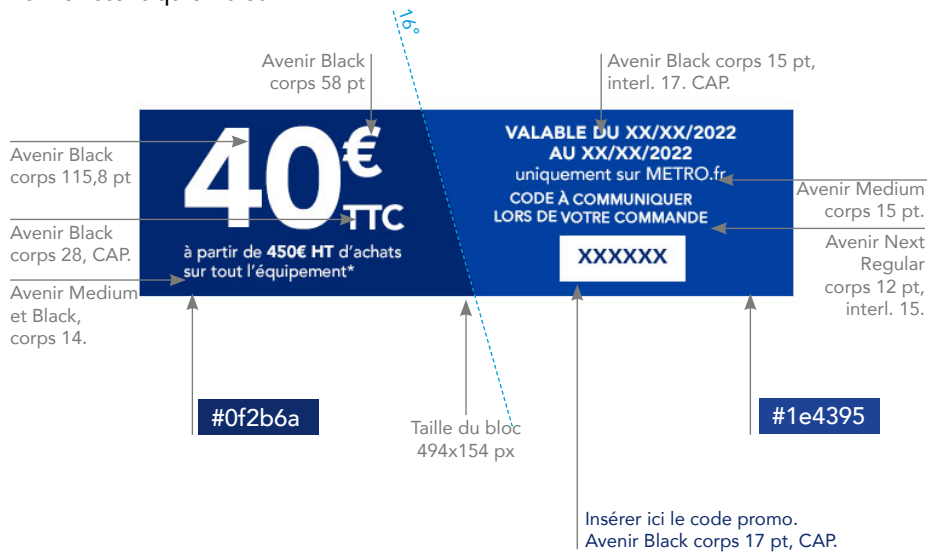 16°
Avenir Black
corps 58 pt
Avenir Black corps 15 pt,
interl. 17. CAP.
Avenir Black
corps 115,8 pt
Avenir Black
corps 28, CAP.
Avenir Medium
et Black,
corps 14.
40€
TTC
à partir de 450€ HT d'achats
sur tout l'équipement*
VALABLE DU XX/XX/2022
AU XX/XX/2022
uniquement sur METRO.fr
CODE À COMMUNIQUER
LORS DE VOTRE COMMANDE
XXXXXX
Avenir Medium
corps 15 pt.
Avenir Next
Regular
corps 12 pt,
interl. 15.
#0f2b6a
Taille du bloc
494x154 px
#1e4395
Insérer ici le code promo.
Avenir Black corps 17 pt, CAP.